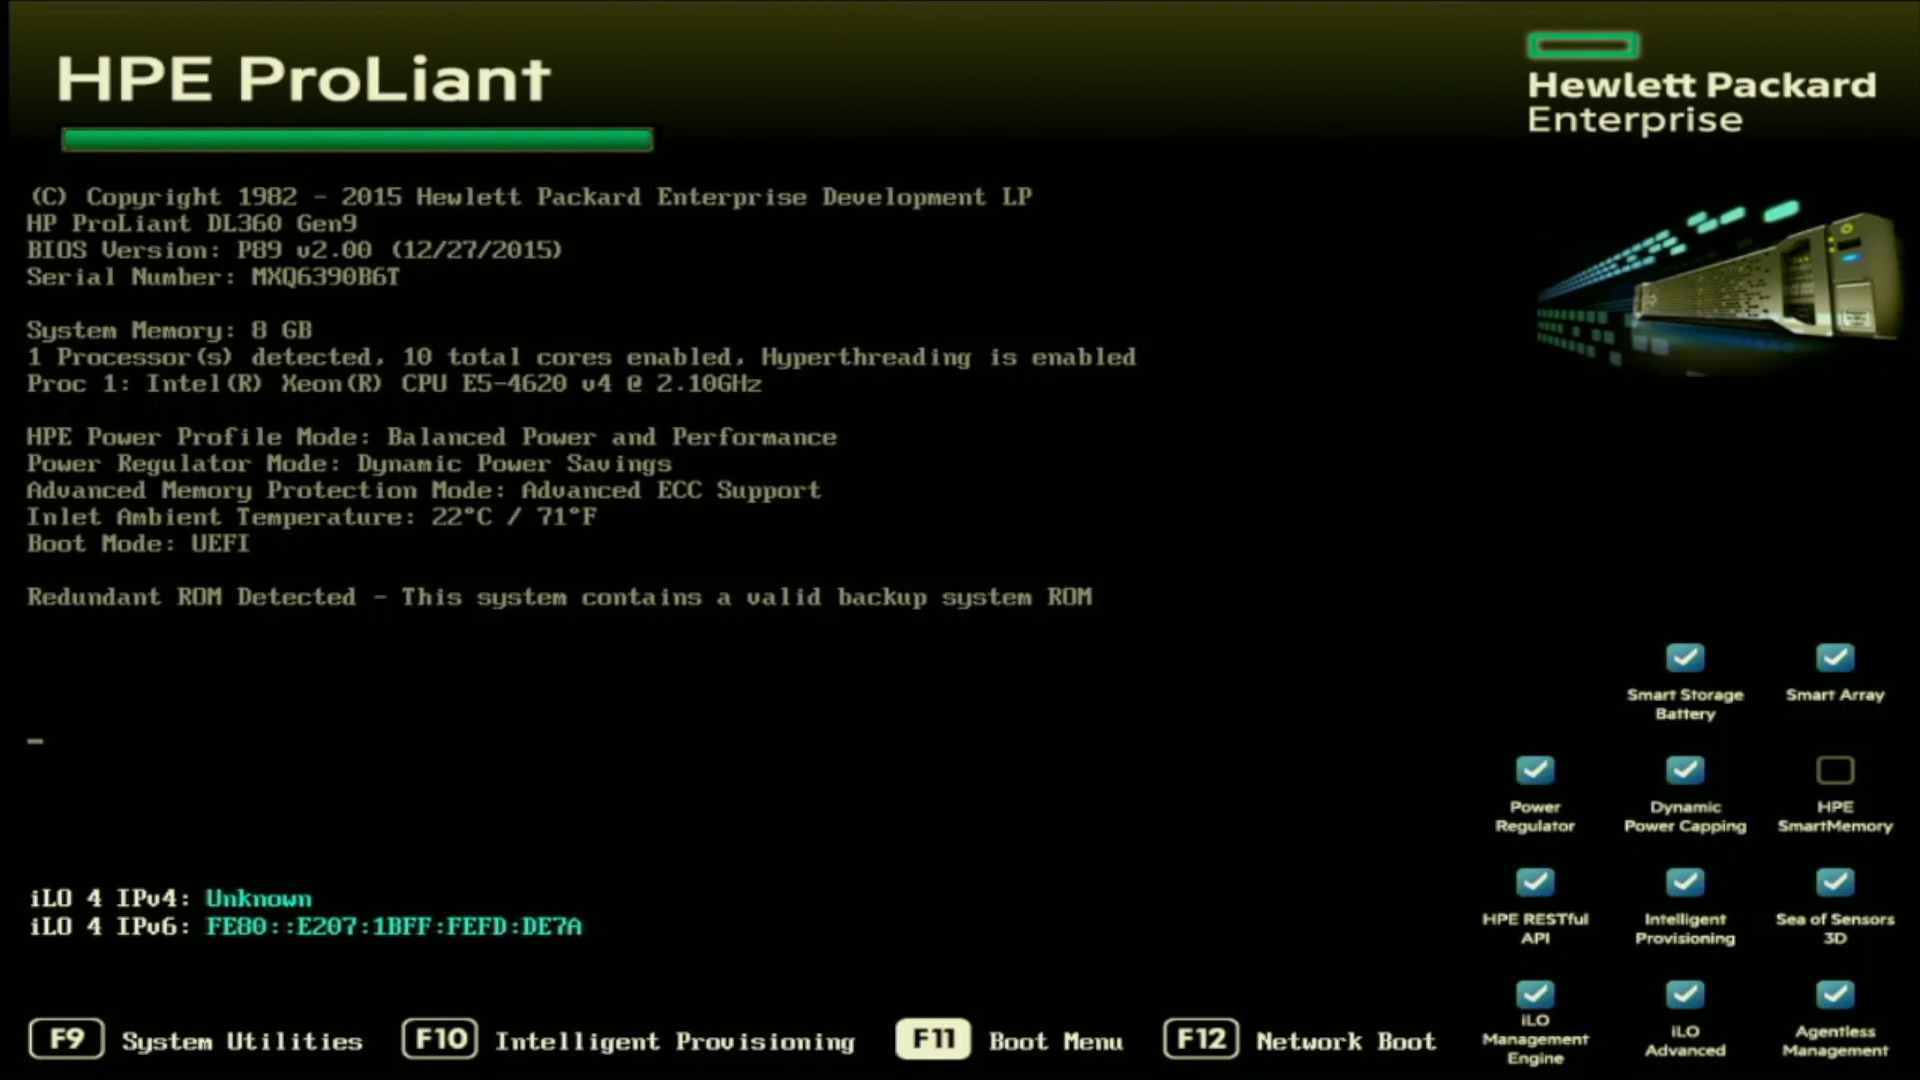 HPE ProLiant
Hewlett Packard
Enterprise
(C) Copyright 1982 - 2015 Hewlett Packard Enterprise Development LP
HP ProLiant DL360 Gen9
BIOS Version: P89 v2.00 (12/27/2015)
Serial Number: MXQ6390B6T
System Memory: 8 GB
1 Processor(s) detected, 10 total cores enabled, Hyperthreading is enabled
Proc 1: Intel(R) Xeon(R) CPU E5-4620 v4 @ 2.10GHz
HPE Power Profile Mode: Balanced Power and Performance
Power Regulator Mode: Dynamic Power Savings
Advanced Memory Protection Mode: Advanced ECC Support
Inlet Ambient Temperature: 22°C / 71°F
Boot Mode: UEFI
Redundant ROM Detected - This system contains a valid backup system ROM
Smart Storage
Battery
Smart Array
Power
Regulator
Dynamic
Power Capping
HPE
SmartMemory
HPE RESTful
API
Intelligent
Provisioning
Sea of Sensors
3D
iLO
Management
Engine
iLO
Advanced
Agentless
Management
iLO 4 IPv4: Unknown
iLO 4 IPv6: FE80::E207:1BFF:FEFD:DE7A
F9 System Utilities F10 Intelligent Provisioning F11 Boot Menu F12 Network Boot